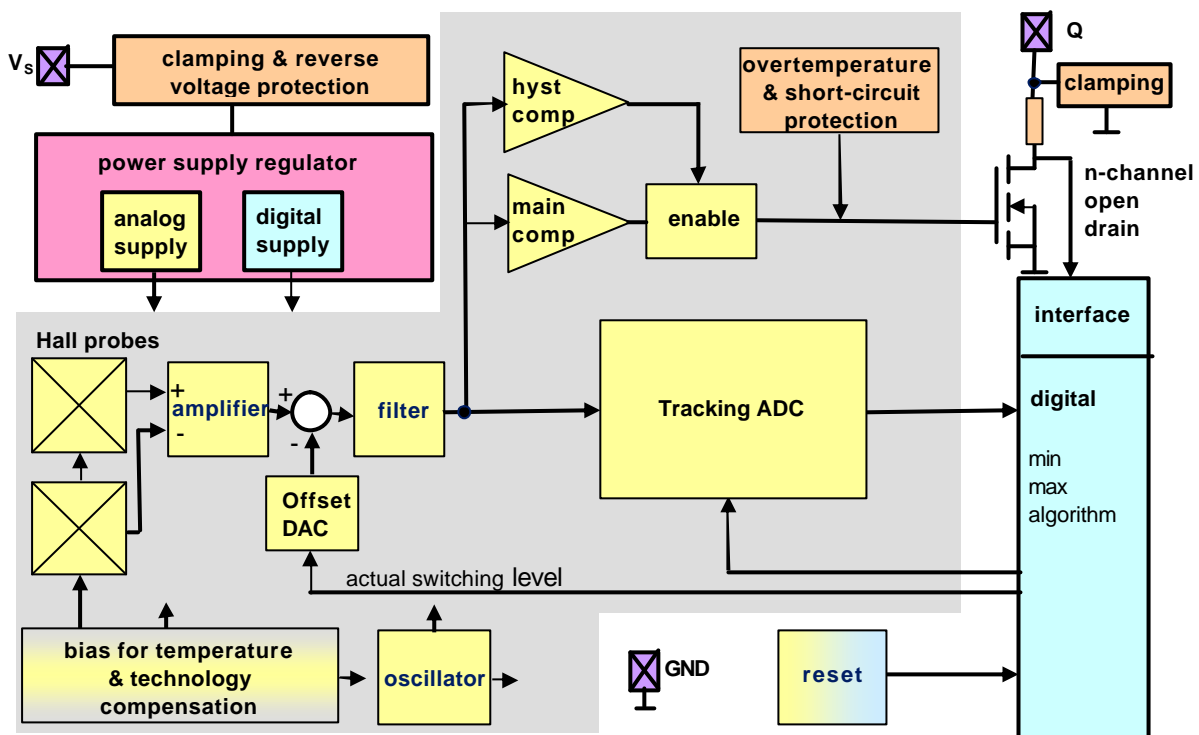 V_S
clamping & reverse
voltage protection
power supply regulator
analog
supply
digital
supply
hyst
comp
main
comp
enable
overtemperature
& short-circuit
protection
Q
clamping
n-channel
open
drain
Hall probes
+
-
amplifier
+
-
filter
Tracking ADC
interface
digital
min
max
algorithm
Offset
DAC
actual switching level
bias for temperature
& technology
compensation
oscillator
GND
reset